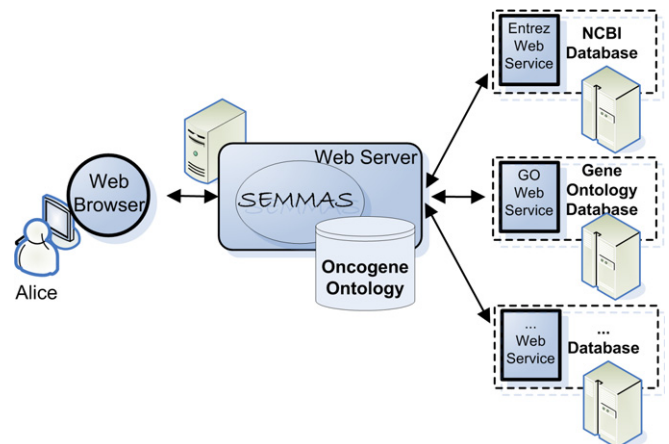 Entrez
Web
Service
NCBI
Database
Web Server
SEMMAS
Web
Browser
GO
Web
Service
Gene
Ontology
Database
Oncogene
Ontology
Alice
...
Web
Service
...
Database